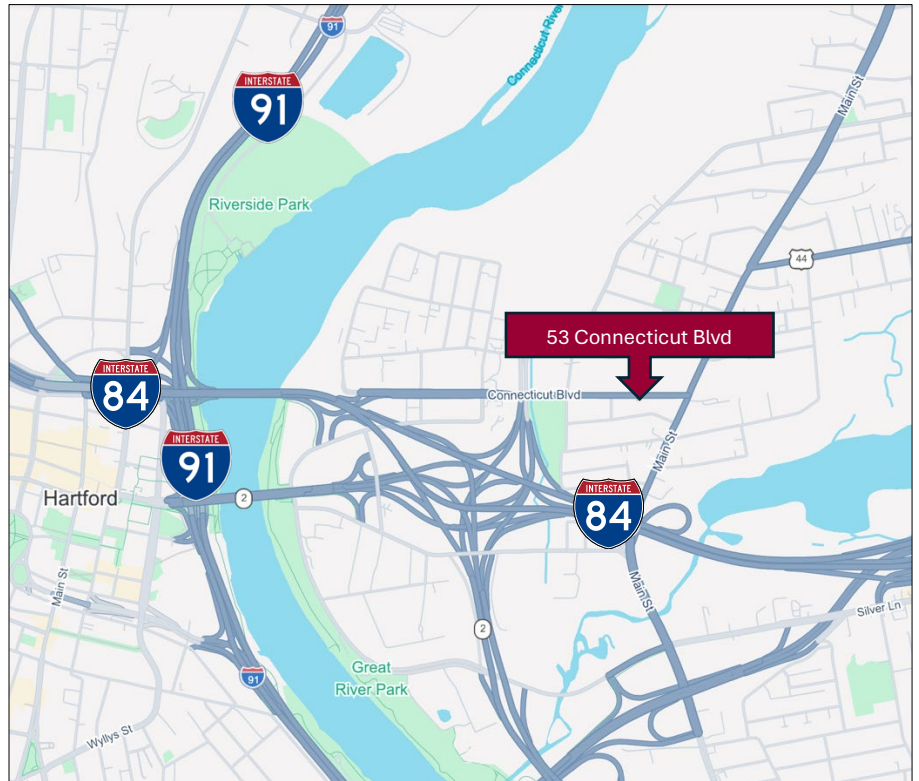 91
INTERSTATE
91
Connecticut River
Main St
Riverside Park
44
53 Connecticut Blvd
INTERSTATE
84
Connecticut Blvd
INTERSTATE
91
Main St
Hartford
2
INTERSTATE
84
Main St
Main St
Silver Ln
2
Great
River Park
91
Wyllys St